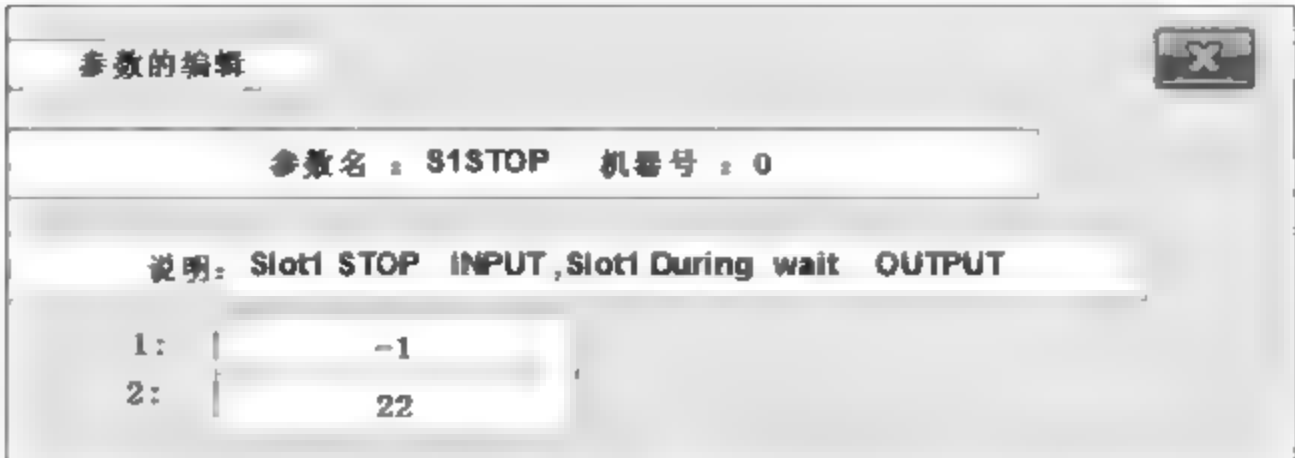 参数的编辑
X
参数名：S1STOP 机器号：0
说明：Slot1 STOP INPUT,Slot1 During wait OUTPUT
1: -1
2: 22